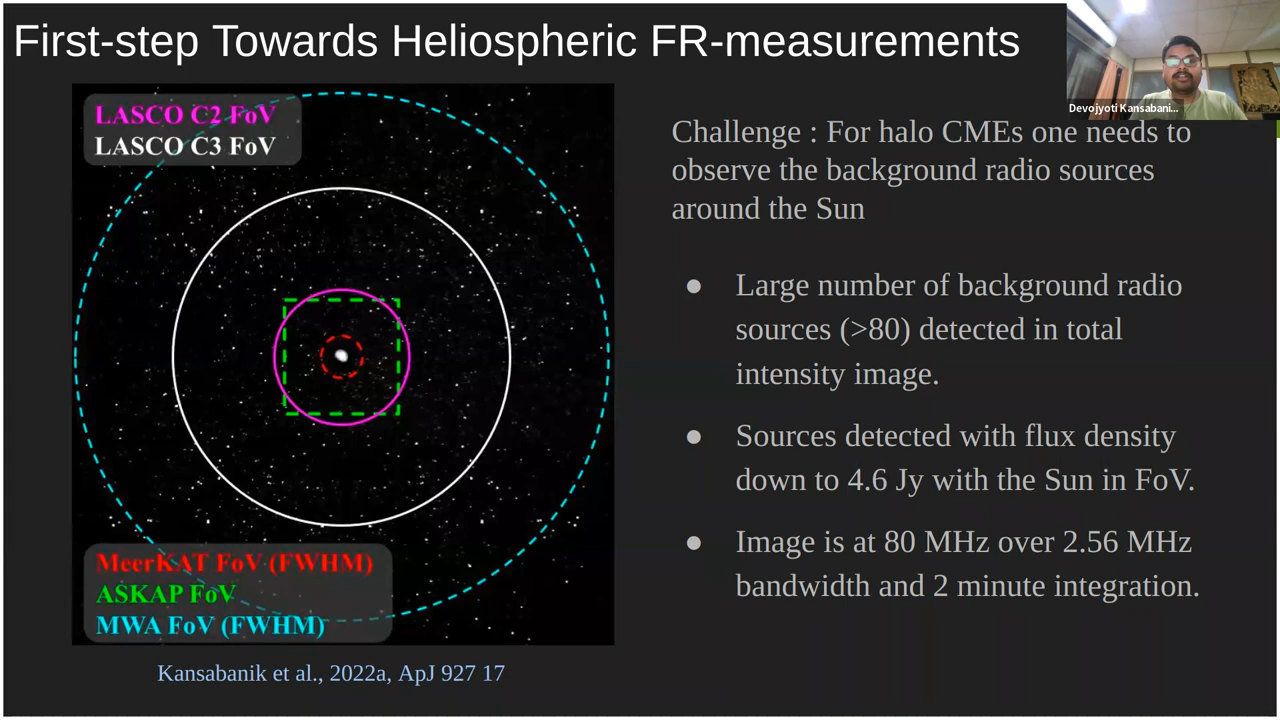 First-step Towards Heliospheric FR-measurements
Devojyoti Kansabani...
LASCO C2 FoV
LASCO C3 FoV
MeerKAT FoV (FWHM)
ASKAP FoV
MWA FoV (FWHM)
Kansabanik et al., 2022a, ApJ 927 17
Challenge : For halo CMEs one needs to
observe the background radio sources
around the Sun
● Large number of background radio
sources (>80) detected in total
intensity image.
● Sources detected with flux density
down to 4.6 Jy with the Sun in FoV.
● Image is at 80 MHz over 2.56 MHz
bandwidth and 2 minute integration.